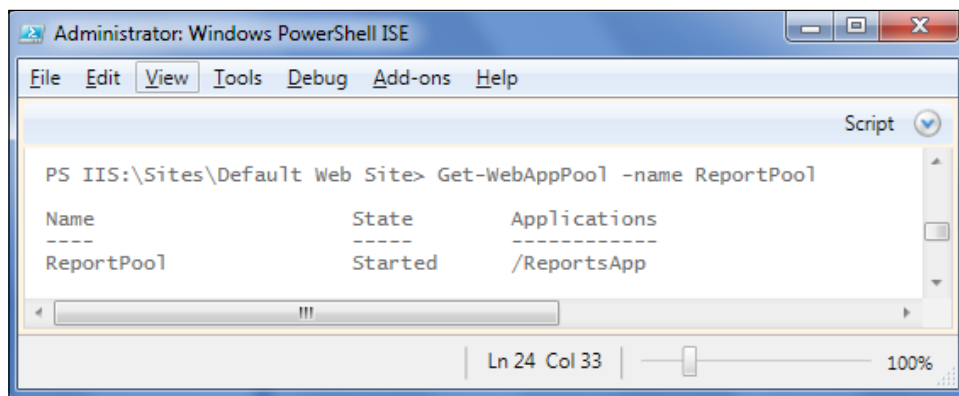 Administrator: Windows PowerShell ISE
File Edit View Tools Debug Add-ons Help
Script
PS IIS:\Sites\Default Web Site> Get-WebAppPool -name ReportPool
Name State Applications
---- ----- ------------
ReportPool Started /ReportsApp
Ln 24 Col 33 100%